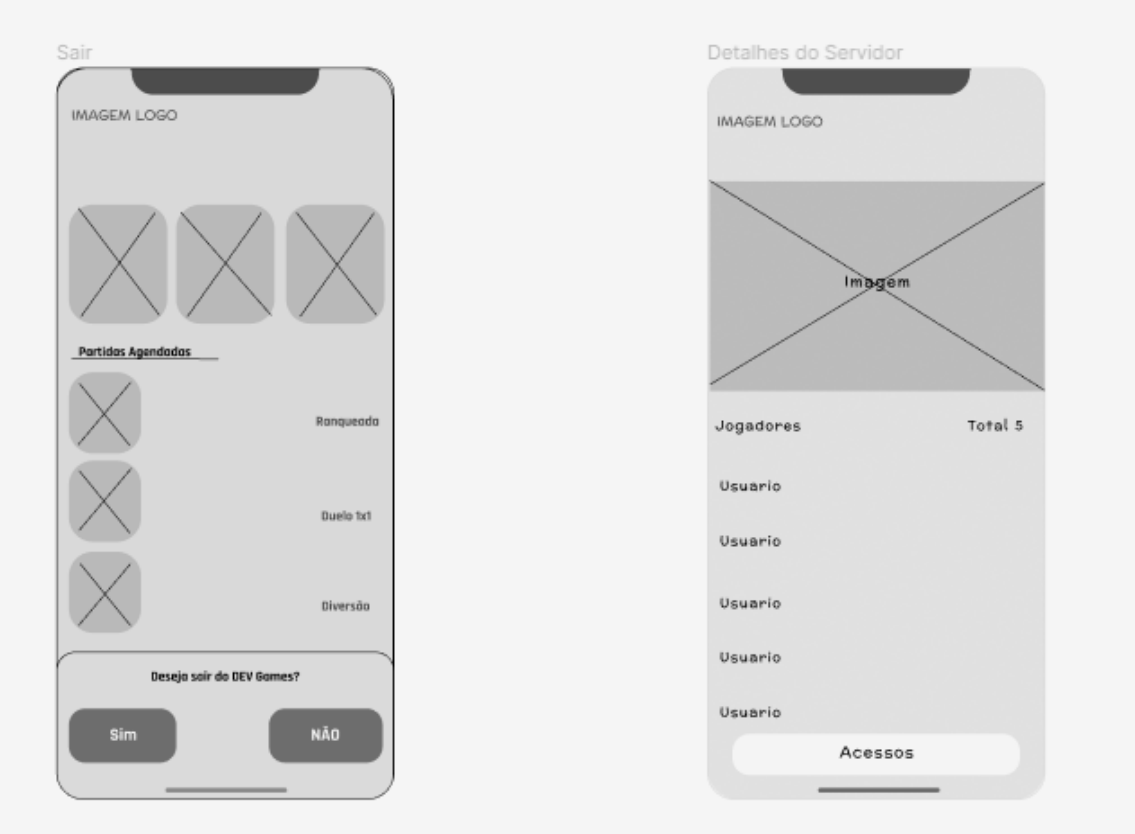 Sair
IMAGEM LOGO
Partidas Agendadas
Ranqueada
Duelo 1x1
Diversão
Deseja sair do DEV Games?
Sim
NÃO
Detalhes do Servidor
IMAGEM LOGO
Imagem
Jogadores
Total 5
Usuario
Usuario
Usuario
Usuario
Usuario
Acessos